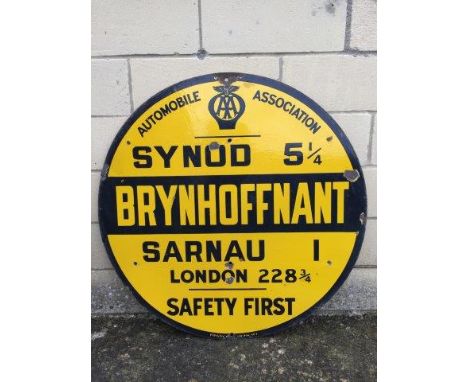 AUTOMOBILE AA ASSOCIATION
SYNOD 5¼
BRYNHOFFNANT
SARNAU 1
LONDON 228¾
SAFETY FIRST